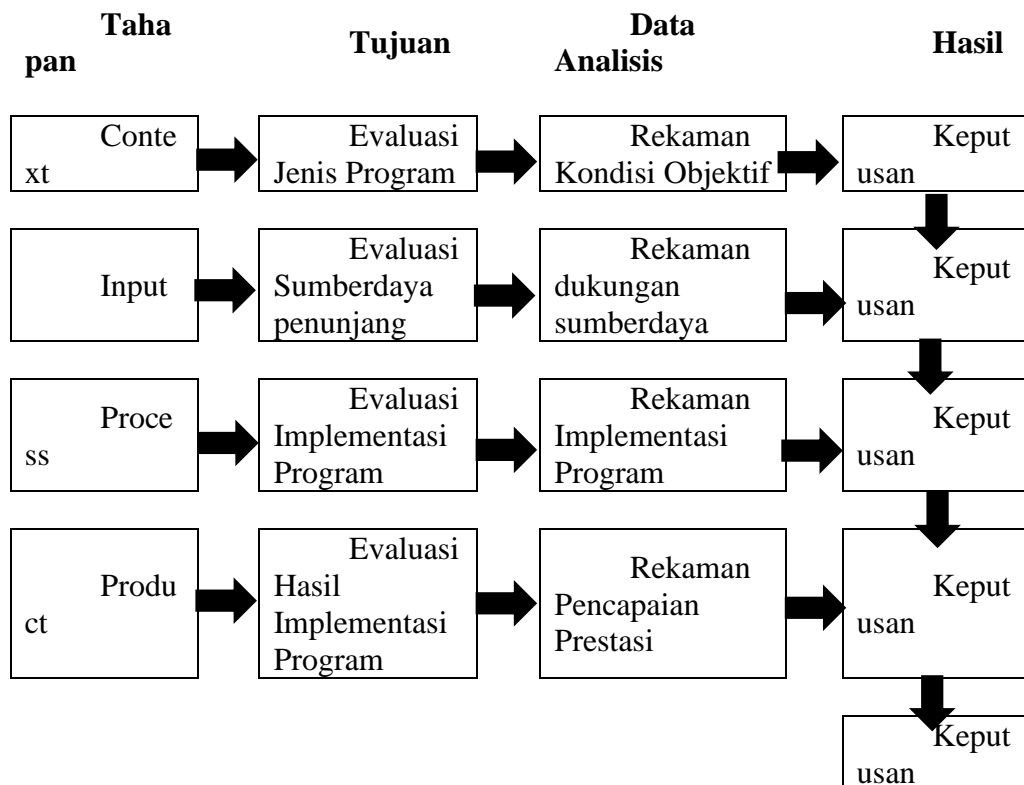 Taha
pan
Tujuan
Data
Analisis
Hasil
Conte
xt
Evaluasi
Jenis Program
Rekaman
Kondisi Objektif
Keput
usan
Input
Evaluasi
Sumberdaya
penunjang
Rekaman
dukungan
sumberdaya
Keput
usan
Proce
ss
Evaluasi
Implementasi
Program
Rekaman
Implementasi
Program
Keput
usan
Produ
ct
Evaluasi
Hasil
Implementasi
Program
Rekaman
Pencapaian
Prestasi
Keput
usan
Keput
usan